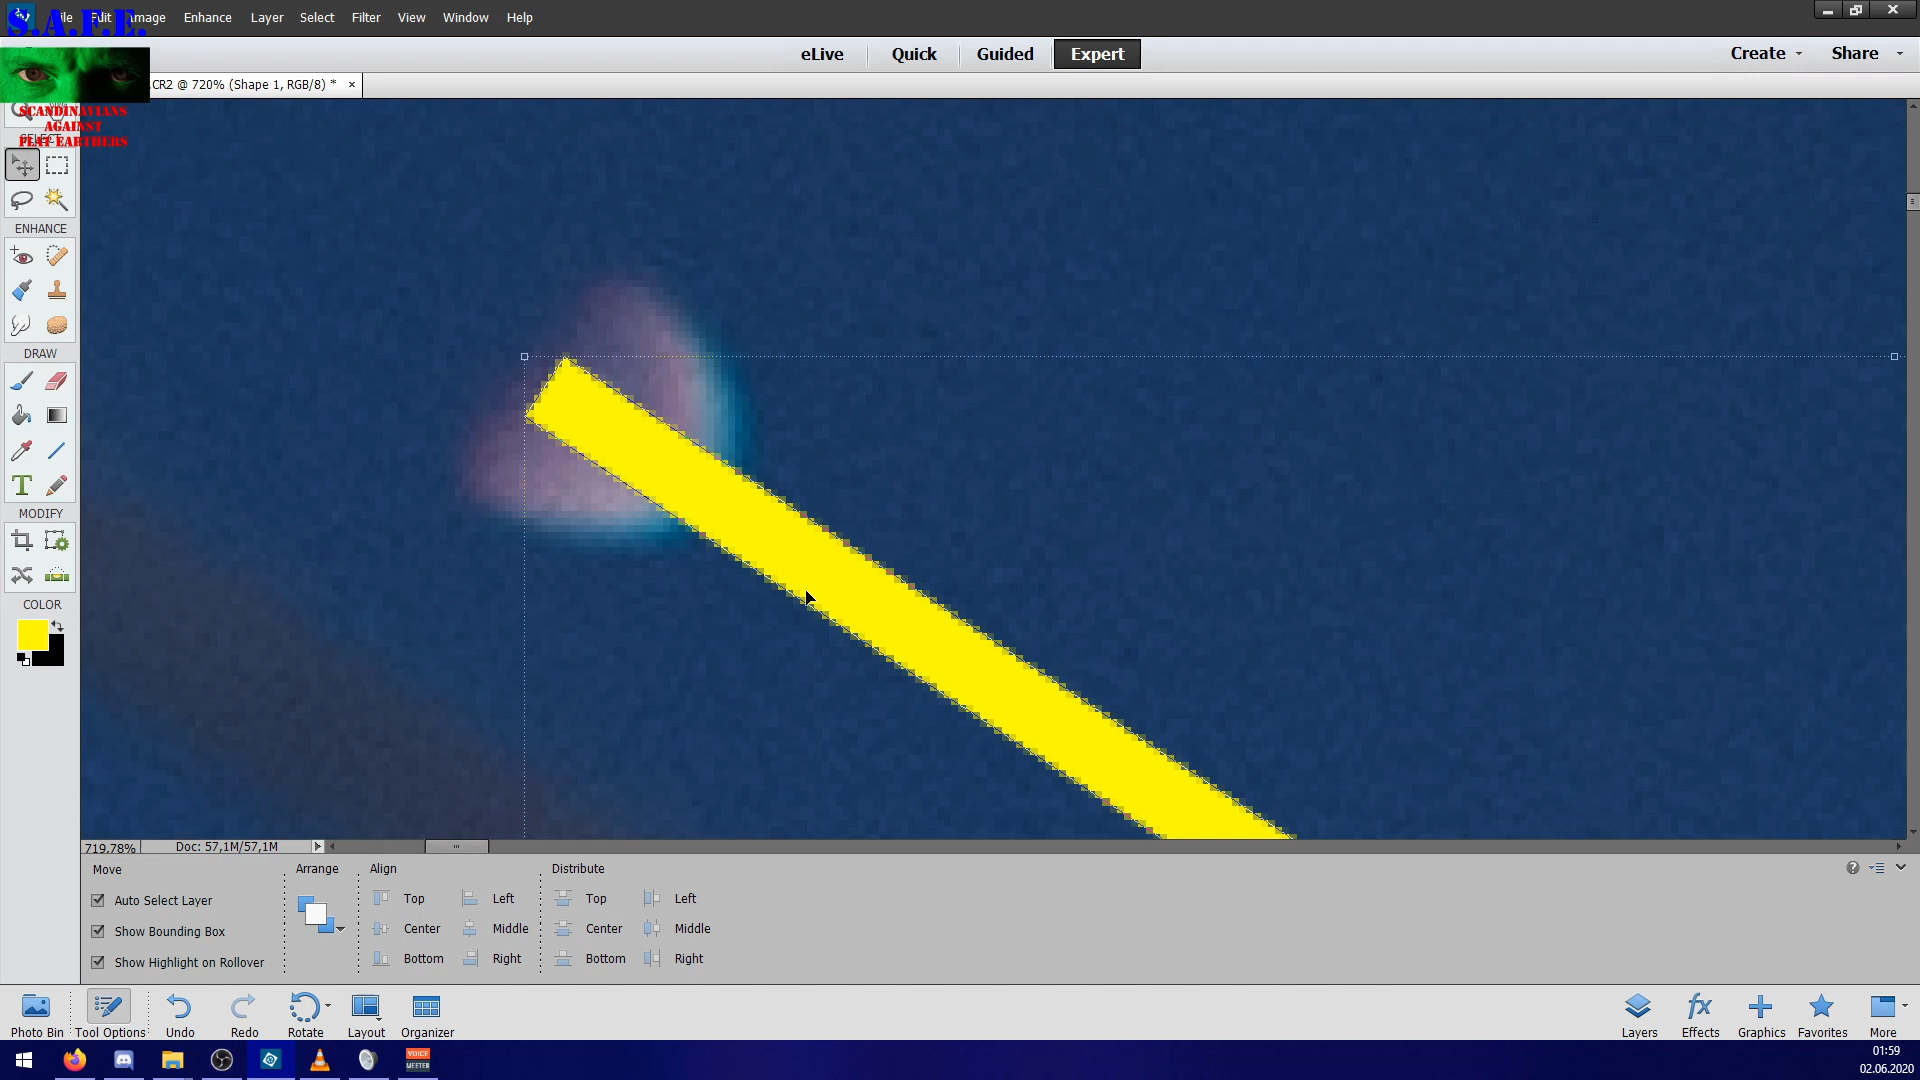 File Edit Image Enhance Layer Select Filter View Window Help
S.A.F.E.
eLive Quick Guided Expert
Create Share
.CR2 @ 720% (Shape 1, RGB/8) * ×
SCANDINAVIANS
AGAINST
FLAT EARTHERS
SELECT
ENHANCE
DRAW
MODIFY
COLOR
719.78% Doc: 57,1M/57,1M
Move Arrange Align Distribute
Auto Select Layer Top Left Top Left
Show Bounding Box Center Middle Center Middle
Show Highlight on Rollover Bottom Right Bottom Right
Photo Bin Tool Options Undo Redo Rotate Layout Organizer
Layers Effects Graphics Favorites More
VOICE
MEETER
01:59
02.06.2020